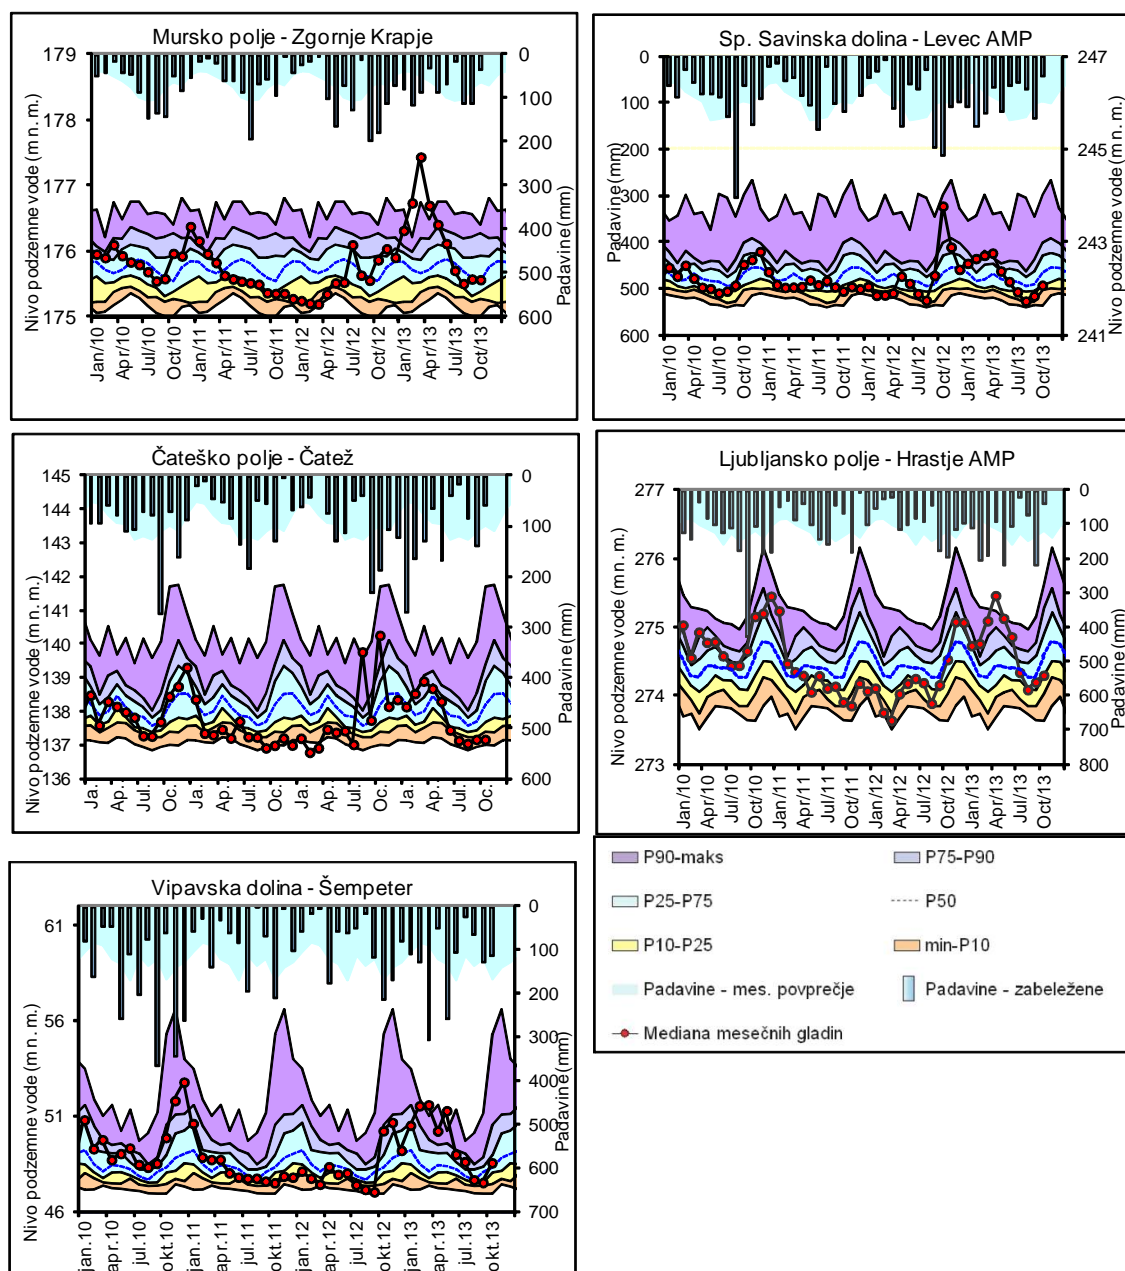 Mursko polje - Zgornje Krapje
Nivo podzemne vode (m n. m.)
179
178
177
176
175
0
100
200
300
400
500
600
Padavine (mm)
Jan/10
Apr/10
Jul/10
Oct/10
Jan/11
Apr/11
Jul/11
Oct/11
Jan/12
Apr/12
Jul/12
Oct/12
Jan/13
Apr/13
Jul/13
Oct/13
Sp. Savinska dolina - Levec AMP
Padavine (mm)
0
100
200
300
400
500
600
247
245
243
241
Nivo podzemne vode (m n. m.)
Jan/10
Apr/10
Jul/10
Oct/10
Jan/11
Apr/11
Jul/11
Oct/11
Jan/12
Apr/12
Jul/12
Oct/12
Jan/13
Apr/13
Jul/13
Oct/13
Čateško polje - Čatež
Nivo podzemne vode (m n. m.)
145
144
143
142
141
140
139
138
137
136
0
100
200
300
400
500
600
Padavine (mm)
Ja.
Ap.
Jul.
Oc.
Ja.
Ap.
Jul.
Oc.
Ja.
Ap.
Jul.
Oc.
Ja.
Ap.
Jul.
Oc.
Ljubljansko polje - Hrastje AMP
Nivo podzemne vode (m n. m.)
277
276
275
274
273
0
100
200
300
400
500
600
700
800
Padavine (mm)
Jan/10
Apr/10
Jul/10
Oct/10
Jan/11
Apr/11
Jul/11
Oct/11
Jan/12
Apr/12
Jul/12
Oct/12
Jan/13
Apr/13
Jul/13
Oct/13
P90-maks
P75-P90
P25-P75
P50
P10-P25
min-P10
Padavine - mes. povprečje
Padavine - zabeležene
Mediana mesečnih gladin
Vipavska dolina - Šempeter
Nivo podzemne vode (m n. m.)
61
56
51
46
0
100
200
300
400
500
600
700
Padavine (mm)
jan.10
apr.10
jul.10
okt.10
jan.11
apr.11
jul.11
okt.11
jan.12
apr.12
jul.12
okt.12
jan.13
apr.13
jul.13
okt.13